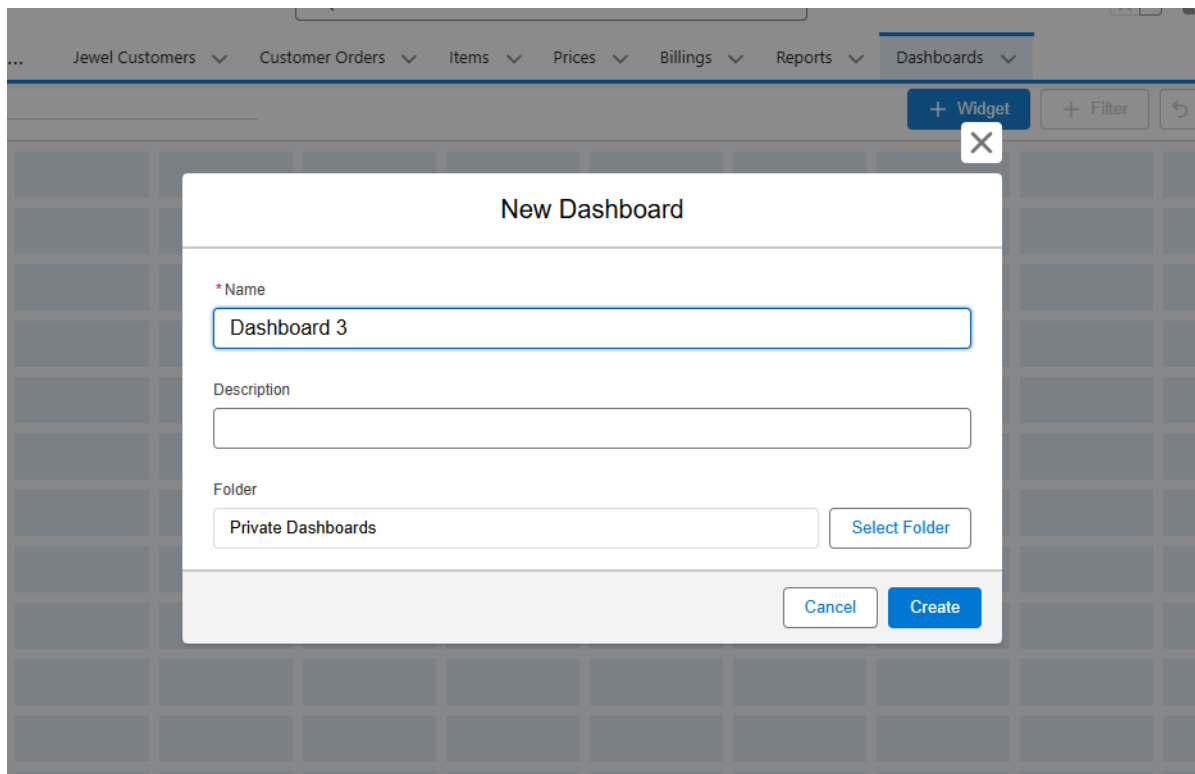 ... Jewel Customers Customer Orders Items Prices Billings Reports Dashboards
+ Widget + Filter
New Dashboard
* Name
Dashboard 3
Description
Folder
Private Dashboards Select Folder
Cancel Create